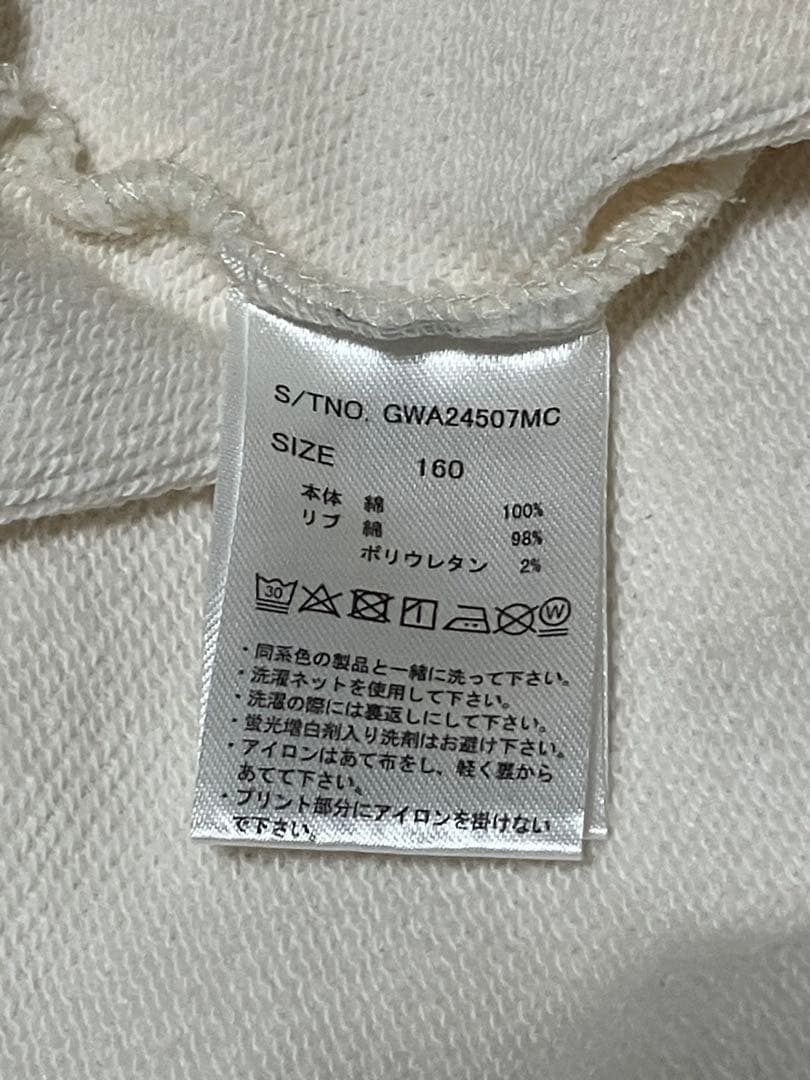 S/TNO. GWA24507MC
SIZE 160
本体 綿 100%
リブ 綿 98%
ポリウレタン 2%
30 W
・同系色の製品と一緒に洗って下さい。
・洗濯ネットを使用して下さい。
・洗濯の際には裏返しにして下さい。
・蛍光増白剤入り洗剤はお避け下さい。
・アイロンはあて布をし、軽く裏から
あてて下さい。
・プリント部分にアイロンを掛けない
で下さい。